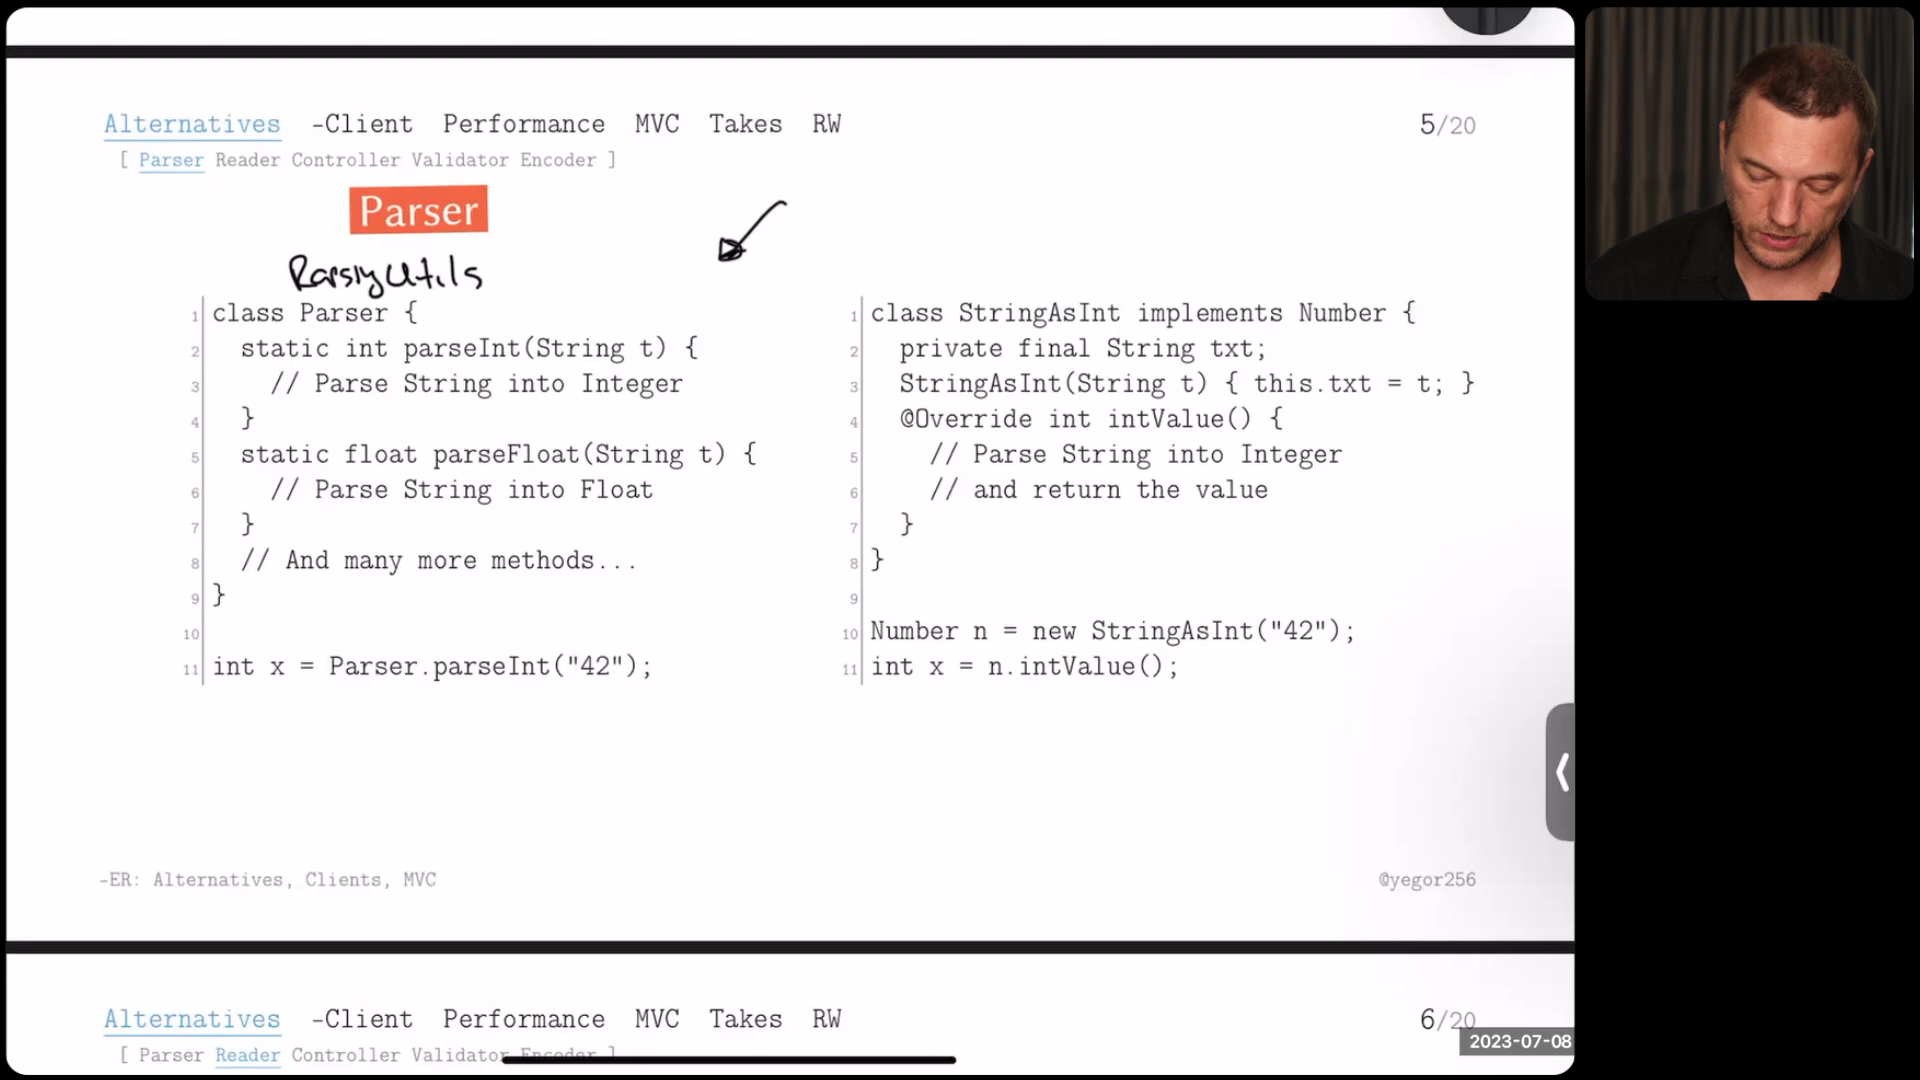 Alternatives -Client Performance MVC Takes RW 5/20
[ Parser Reader Controller Validator Encoder ]
Parser
ParsiyUtils
1 class Parser {
2 static int parseInt(String t) {
3 // Parse String into Integer
4 }
5 static float parseFloat(String t) {
6 // Parse String into Float
7 }
8 // And many more methods...
9 }
10
11 int x = Parser.parseInt("42");
1 class StringAsInt implements Number {
2 private final String txt;
3 StringAsInt(String t) { this.txt = t; }
4 @Override int intValue() {
5 // Parse String into Integer
6 // and return the value
7 }
8 }
9
10 Number n = new StringAsInt("42");
11 int x = n.intValue();
-ER: Alternatives, Clients, MVC @yegor256
Alternatives -Client Performance MVC Takes RW 6/20
[ Parser Reader Controller Validator Encoder ]
2023-07-08